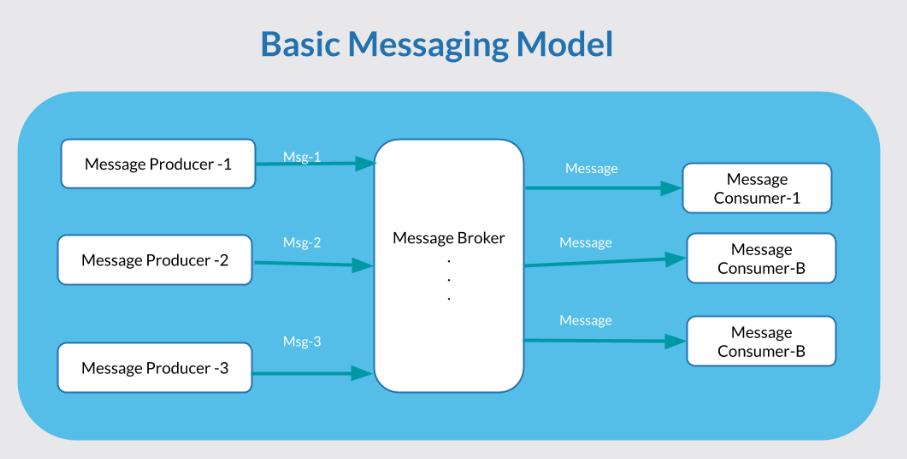 Basic Messaging Model
Message Producer -1
Msg-1
Message
Message
Consumer-1
Message Producer -2
Msg-2
Message Broker
.
.
.
Message
Message
Consumer-B
Message Producer -3
Msg-3
Message
Message
Consumer-B